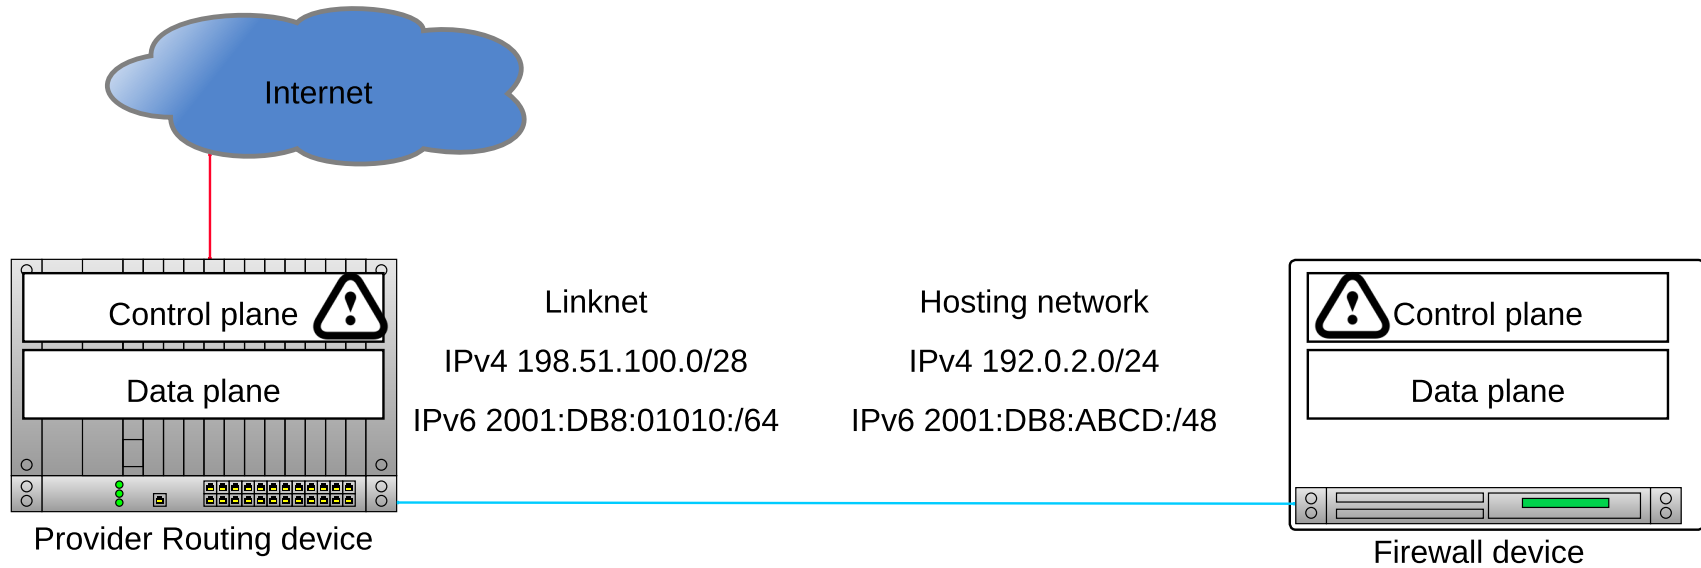 Internet
Control plane
Data plane
Provider Routing device
Linknet
IPv4 198.51.100.0/28
IPv6 2001:DB8:01010:/64
Hosting network
IPv4 192.0.2.0/24
IPv6 2001:DB8:ABCD:/48
Control plane
Data plane
Firewall device